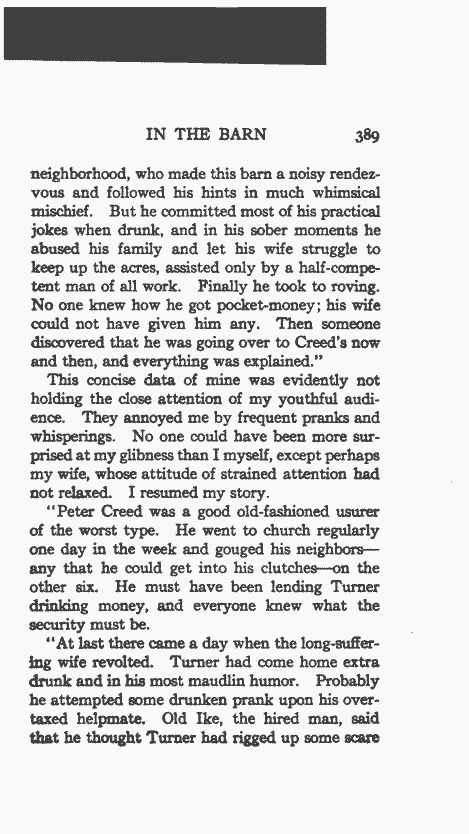 IN THE BARN 389
neighborhood, who made this barn a noisy rendez-
vous and followed his hints in much whimsical
mischief. But he committed most of his practical
jokes when drunk, and in his sober moments he
abused his family and let his wife struggle to
keep up the acres, assisted only by a half-compe-
tent man of all work. Finally he took to roving.
No one knew how he got pocket-money; his wife
could not have given him any. Then someone
discovered that he was going over to Creed's now
and then, and everything was explained."
This concise data of mine was evidently not
holding the close attention of my youthful audi-
ence. They annoyed me by frequent pranks and
whisperings. No one could have been more sur-
prised at my glibness than I myself, except perhaps
my wife, whose attitude of strained attention had
not relaxed. I resumed my story.
"Peter Creed was a good old-fashioned usurer
of the worst type. He went to church regularly
one day in the week and gouged his neighbors—
any that he could get into his clutches—on the
other six. He must have been lending Turner
drinking money, and everyone knew what the
security must be.
"At last there came a day when the long-suffer-
ing wife revolted. Turner had come home extra
drunk and in his most maudlin humor. Probably
he attempted some drunken prank upon his over-
taxed helpmate. Old Ike, the hired man, said
that he thought Turner had rigged up some scare